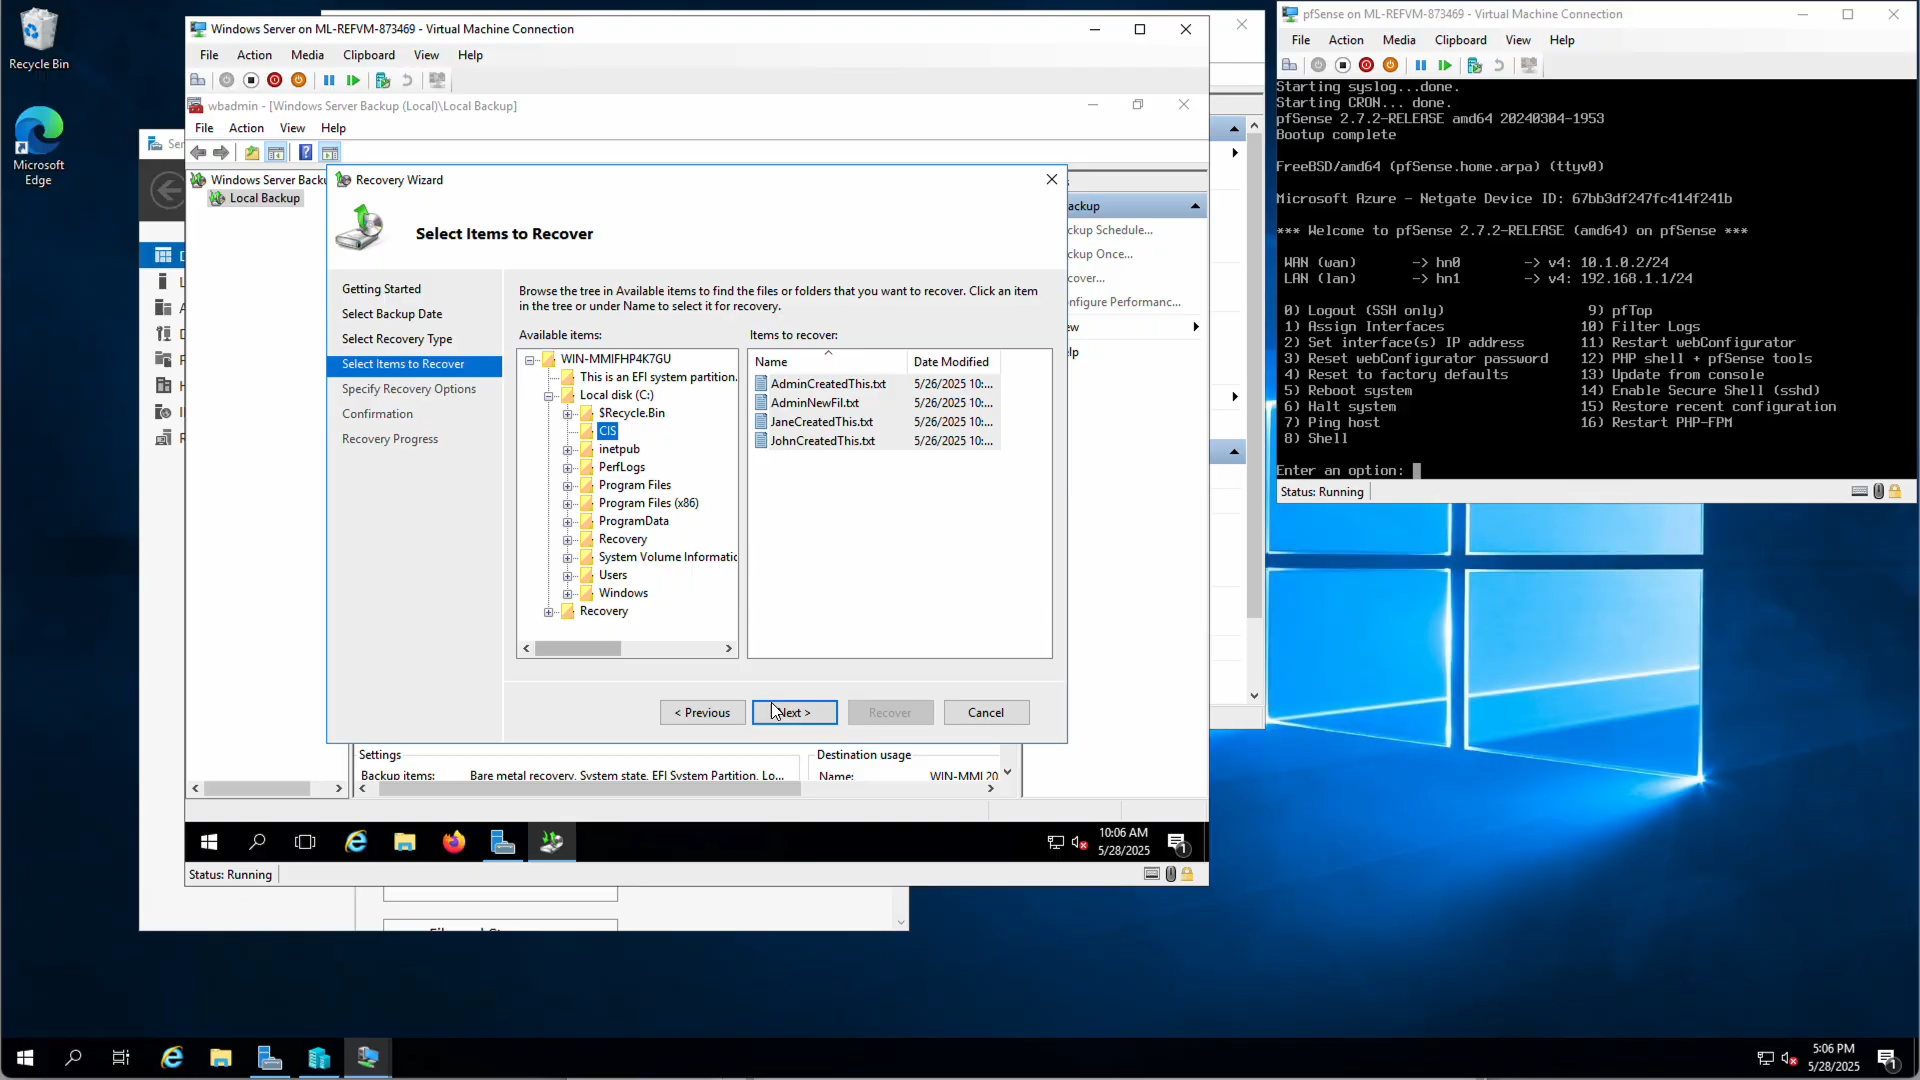 Recycle Bin
Microsoft
Edge
Windows Server on ML-REFVM-873469 - Virtual Machine Connection
File Action Media Clipboard View Help
wbadmin - [Windows Server Backup (Local)\Local Backup]
File Action View Help
Windows Server Backu
Local Backup
Recovery Wizard
Select Items to Recover
Getting Started
Select Backup Date
Select Recovery Type
Select Items to Recover
Specify Recovery Options
Confirmation
Recovery Progress
Browse the tree in Available items to find the files or folders that you want to recover. Click an item
in the tree or under Name to select it for recovery.
Available items:
WIN-MMIFHP4K7GU
This is an EFI system partition.
Local disk (C:)
$Recycle.Bin
CIS
inetpub
PerfLogs
Program Files
Program Files (x86)
ProgramData
Recovery
System Volume Informatic
Users
Windows
Recovery
Items to recover:
Name Date Modified
AdminCreatedThis.txt 5/26/2025 10:...
AdminNewFil.txt 5/26/2025 10:...
JaneCreatedThis.txt 5/26/2025 10:...
JohnCreatedThis.txt 5/26/2025 10:...
< Previous
Next >
Recover
Cancel
ackup
ckup Schedule...
ckup Once...
cover...
nfigure Performanc...
ew
lp
Settings
Backup items: Bare metal recovery, System state, EFI System Partition, Lo...
Destination usage
Name: WIN-MMI 20
10:06 AM
5/28/2025
1
Status: Running
pfSense on ML-REFVM-873469 - Virtual Machine Connection
File Action Media Clipboard View Help
Starting syslog...done.
Starting CRON... done.
pfSense 2.7.2-RELEASE amd64 20240304-1953
Bootup complete
FreeBSD/amd64 (pfSense.home.arpa) (ttyv0)
Microsoft Azure - Netgate Device ID: 67bb3df247fc414f241b
*** Welcome to pfSense 2.7.2-RELEASE (amd64) on pfSense ***
WAN (wan) -> hn0 -> v4: 10.1.0.2/24
LAN (lan) -> hn1 -> v4: 192.168.1.1/24
0) Logout (SSH only) 9) pfTop
1) Assign Interfaces 10) Filter Logs
2) Set interface(s) IP address 11) Restart webConfigurator
3) Reset webConfigurator password 12) PHP shell + pfSense tools
4) Reset to factory defaults 13) Update from console
5) Reboot system 14) Enable Secure Shell (sshd)
6) Halt system 15) Restore recent configuration
7) Ping host 16) Restart PHP-FPM
8) Shell
Enter an option:
Status: Running
5:06 PM
5/28/2025
1